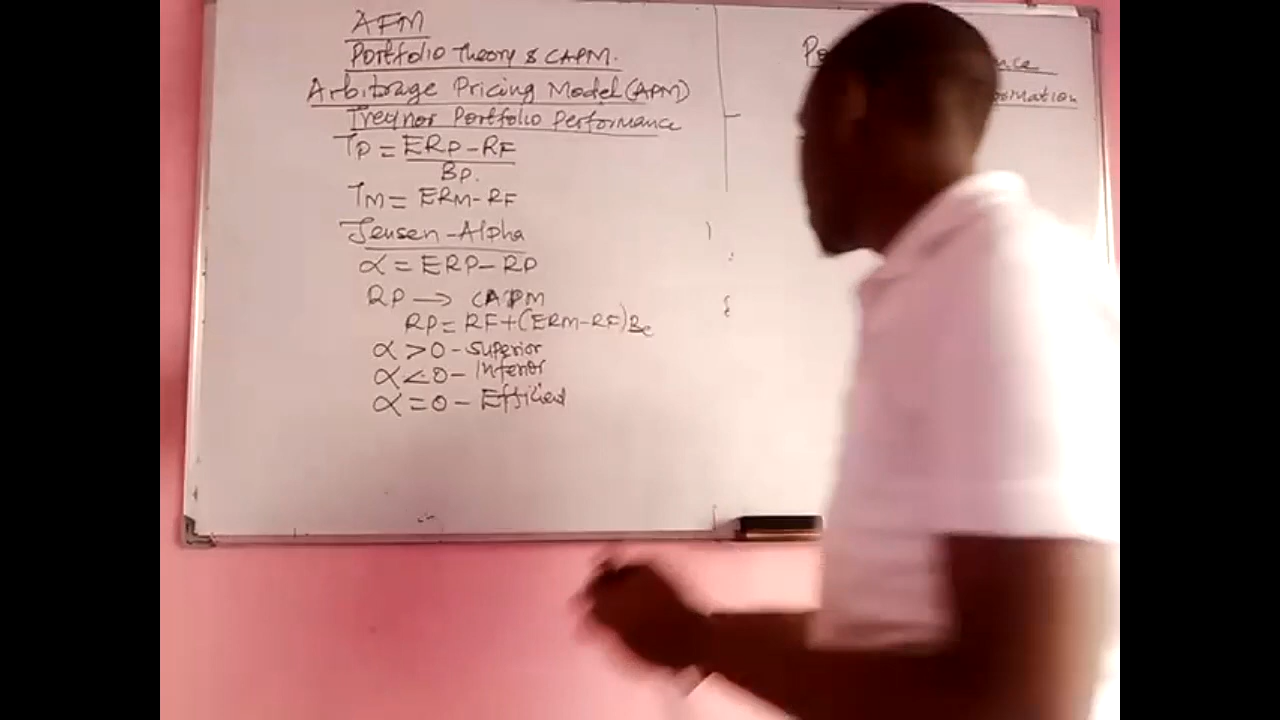 AFM
Portfolio Theory & CAPM.
Arbitrage Pricing Model (APM)
Treynor Portfolio Performance
TP = ERP - RF
BP.
TM = ERM - RF
Jensen-Alpha
α = ERP - RP
RP → CAPM
RP = RF + (ERM - RF) Be
α > 0 - Superior
α < 0 - Inferior
α = 0 - Efficient